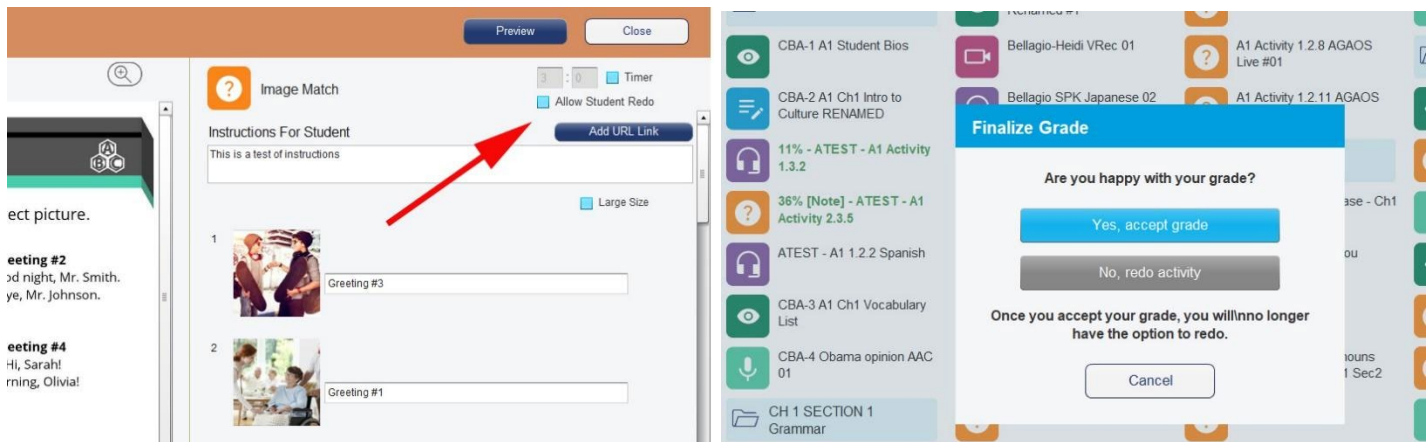 Preview
Close
Image Match
3 : 0
Timer
Allow Student Redo
Instructions For Student
Add URL Link
This is a test of instructions
Large Size
A
B C
ect picture.
eeting #2
od night, Mr. Smith.
ye, Mr. Johnson.
eeting #4
Hi, Sarah!
rning, Olivia!
1
Greeting #3
2
Greeting #1
Renamed #1
CBA-1 A1 Student Bios
Bellagio-Heidi VRec 01
A1 Activity 1.2.8 AGAOS
Live #01
CBA-2 A1 Ch1 Intro to
Culture RENAMED
Bellagio SPK Japanese 02
A1 Activity 1.2.11 AGAOS
11% - ATEST - A1 Activity
1.3.2
36% [Note] - ATEST - A1
Activity 2.3.5
ATEST - A1 1.2.2 Spanish
CBA-3 A1 Ch1 Vocabulary
List
CBA-4 Obama opinion AAC
01
CH 1 SECTION 1
Grammar
Finalize Grade
Are you happy with your grade?
Yes, accept grade
No, redo activity
Once you accept your grade, you will\nno longer
have the option to redo.
Cancel
ase - Ch1
ou
nouns
1 Sec2